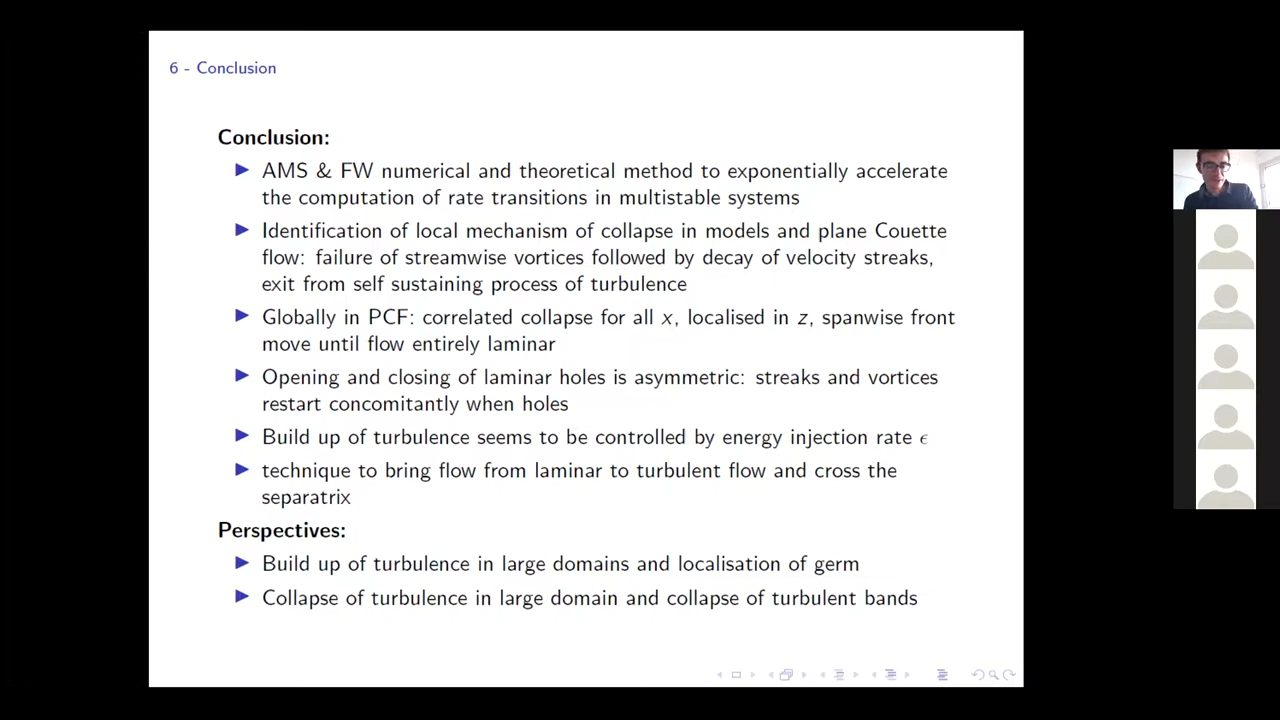 6 - Conclusion
Conclusion:
AMS & FW numerical and theoretical method to exponentially accelerate
the computation of rate transitions in multistable systems
Identification of local mechanism of collapse in models and plane Couette
flow: failure of streamwise vortices followed by decay of velocity streaks,
exit from self sustaining process of turbulence
Globally in PCF: correlated collapse for all x, localised in z, spanwise front
move until flow entirely laminar
Opening and closing of laminar holes is asymmetric: streaks and vortices
restart concomitantly when holes
Build up of turbulence seems to be controlled by energy injection rate ϵ
technique to bring flow from laminar to turbulent flow and cross the
separatrix
Perspectives:
Build up of turbulence in large domains and localisation of germ
Collapse of turbulence in large domain and collapse of turbulent bands